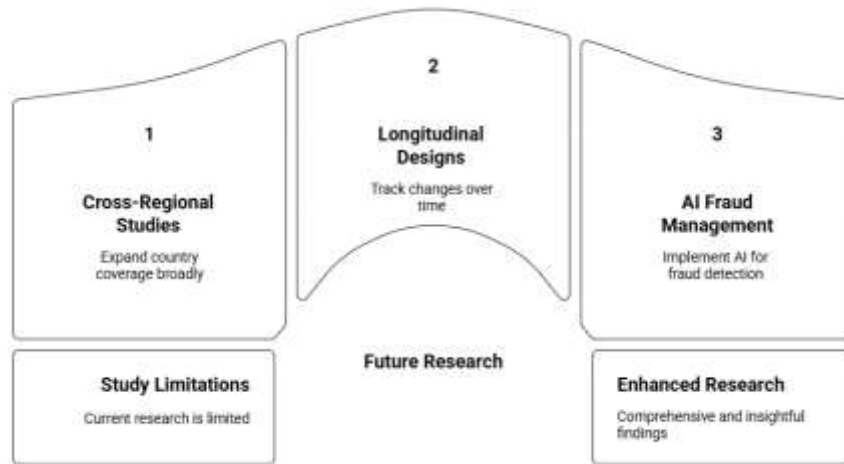 1
Cross-Regional
Studies
Expand country
coverage broadly
2
Longitudinal
Designs
Track changes over
time
3
AI Fraud
Management
Implement AI for
fraud detection
Future Research
Study Limitations
Current research is limited
Enhanced Research
Comprehensive and insightful
findings